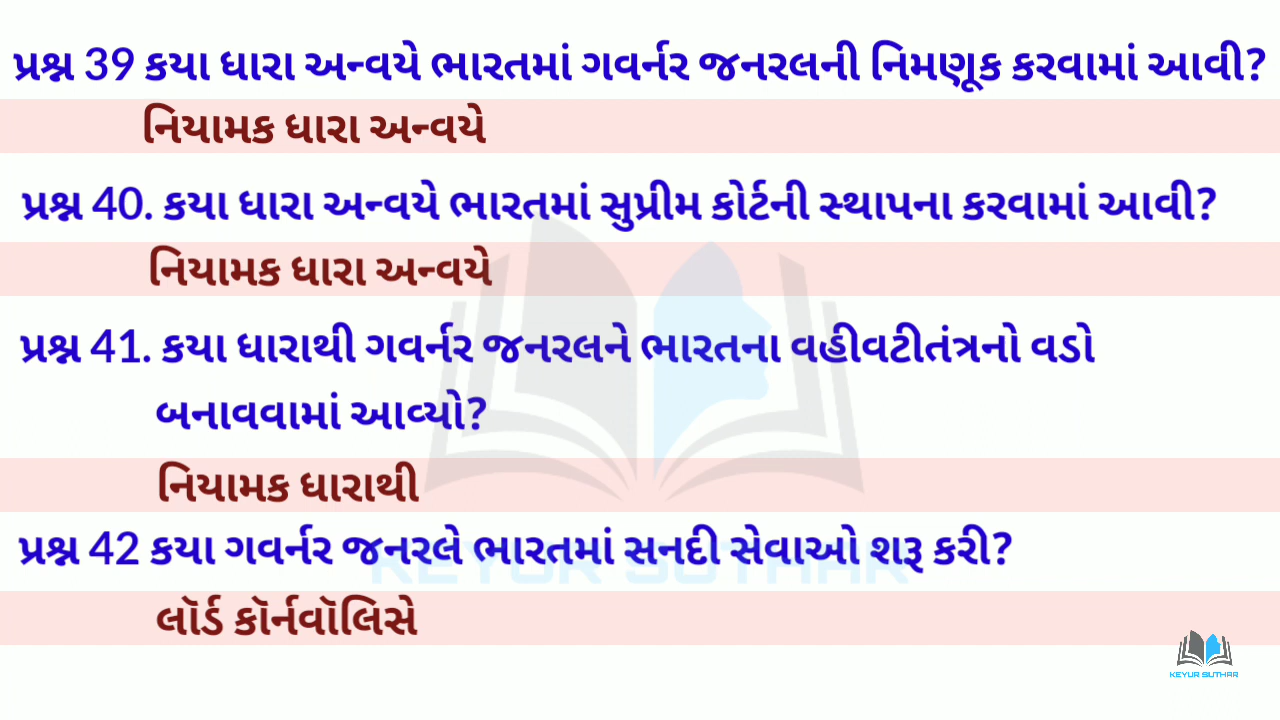 પ્રશ્ન 39 કયા ધારા અન્વયે ભારતમાં ગવર્નર જનરલની નિમણૂક કરવામાં આવી?
નિયામક ધારા અન્વયે
પ્રશ્ન 40. કયા ધારા અન્વયે ભારતમાં સુપ્રીમ કોર્ટની સ્થાપના કરવામાં આવી?
નિયામક ધારા અન્વયે
પ્રશ્ન 41. કયા ધારાથી ગવર્નર જનરલને ભારતના વહીવટીતંત્રનો વડો
બનાવવામાં આવ્યો?
નિયામક ધારાથી
પ્રશ્ન 42 કયા ગવર્નર જનરલે ભારતમાં સનદી સેવાઓ શરૂ કરી?
KEYUR SUTHAR
લૉર્ડ કૉર્નવૉલિસે
KEYUR SUTHAR